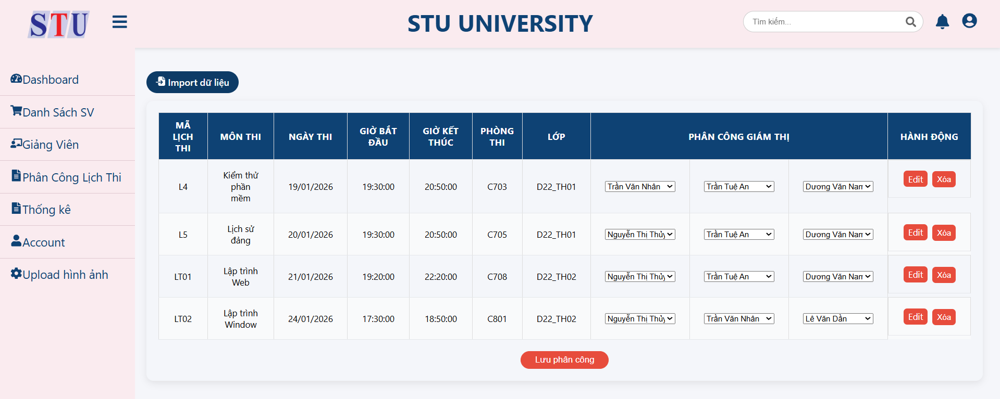 STU
STU UNIVERSITY
Tìm kiếm...
Dashboard
Danh Sách SV
Giảng Viên
Phân Công Lịch Thi
Thống kê
Account
Upload hình ảnh
Import dữ liệu
MÃ LỊCH THI MÔN THI NGÀY THI GIỜ BẮT ĐẦU GIỜ KẾT THÚC PHÒNG THI LỚP PHÂN CÔNG GIÁM THỊ HÀNH ĐỘNG
L4 Kiểm thử phần mềm 19/01/2026 19:30:00 20:50:00 C703 D22_TH01 Trần Văn Nhân Trần Tuệ An Dương Văn Nam Edit Xóa
L5 Lịch sử đảng 20/01/2026 19:30:00 20:50:00 C705 D22_TH01 Nguyễn Thị Thủy Trần Tuệ An Dương Văn Nam Edit Xóa
LT01 Lập trình Web 21/01/2026 19:20:00 22:20:00 C708 D22_TH02 Nguyễn Thị Thủy Trần Tuệ An Dương Văn Nam Edit Xóa
LT02 Lập trình Window 24/01/2026 17:30:00 18:50:00 C801 D22_TH02 Nguyễn Thị Thủy Trần Văn Nhân Lê Văn Dần Edit Xóa
Lưu phân công